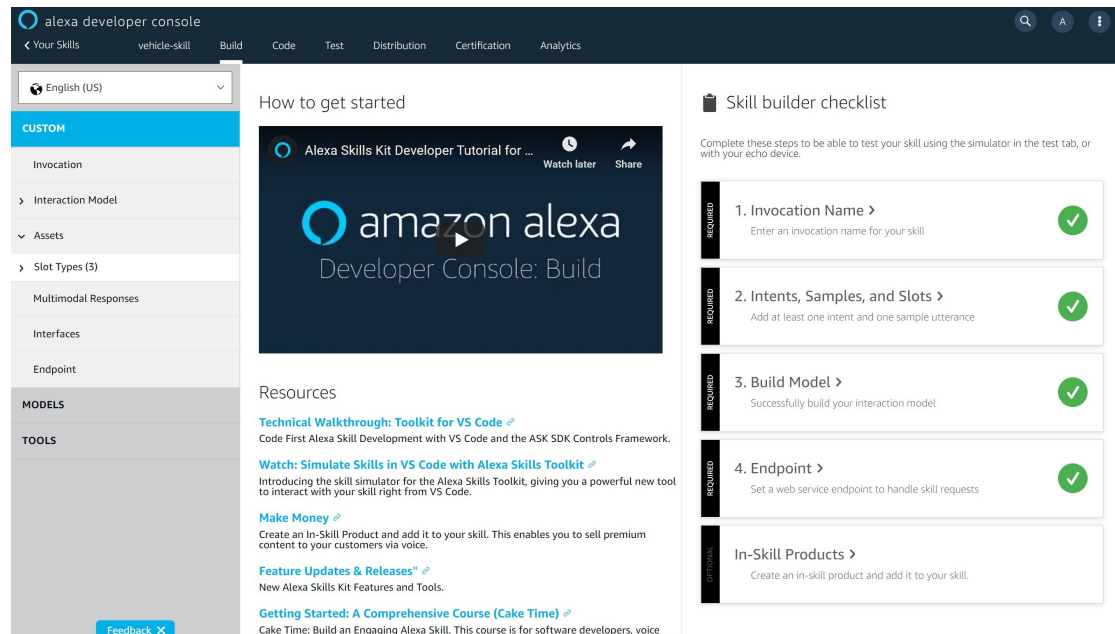 alexa developer console
A
Your Skills
vehicle-skill
Build
Code
Test
Distribution
Certification
Analytics
English (US)
CUSTOM
Invocation
Interaction Model
Assets
Slot Types (3)
Multimodal Responses
Interfaces
Endpoint
MODELS
TOOLS
Feedback X
How to get started
Alexa Skills Kit Developer Tutorial for ...
Watch later
Share
amazon alexa
Developer Console: Build
Resources
Technical Walkthrough: Toolkit for VS Code
Code First Alexa Skill Development with VS Code and the ASK SDK Controls Framework.
Watch: Simulate Skills in VS Code with Alexa Skills Toolkit
Introducing the skill simulator for the Alexa Skills Toolkit, giving you a powerful new tool
to interact with your skill right from VS Code.
Make Money
Create an In-Skill Product and add it to your skill. This enables you to sell premium
content to your customers via voice.
Feature Updates & Releases"
New Alexa Skills Kit Features and Tools.
Getting Started: A Comprehensive Course (Cake Time)
Cake Time: Build an Engaging Alexa Skill. This course is for software developers, voice
Skill builder checklist
Complete these steps to be able to test your skill using the simulator in the test tab, or
with your echo device.
REQUIRED
1. Invocation Name >
Enter an invocation name for your skill
REQUIRED
2. Intents, Samples, and Slots >
Add at least one intent and one sample utterance
REQUIRED
3. Build Model >
Successfully build your interaction model
REQUIRED
4. Endpoint >
Set a web service endpoint to handle skill requests
OPTIONAL
In-Skill Products >
Create an in-skill product and add it to your skill.